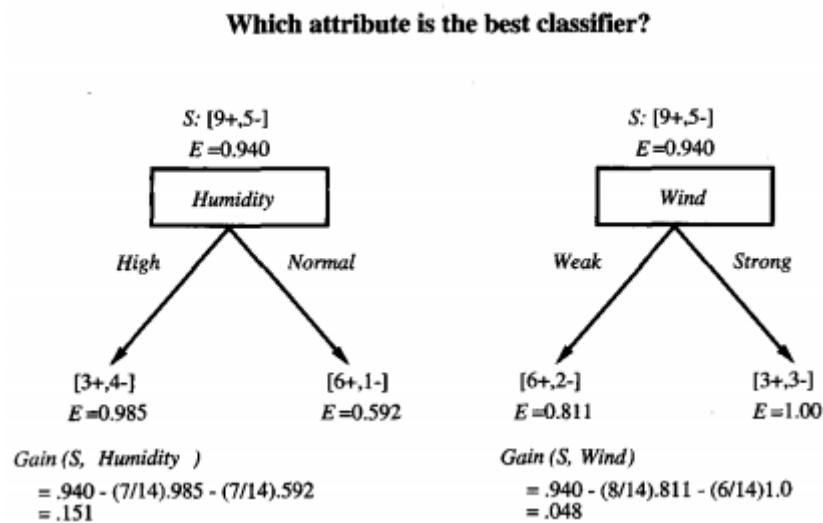 Which attribute is the best classifier?
S: [9+,5-]
E =0.940
Humidity
High
Normal
[3+,4-]
E =0.985
[6+,1-]
E =0.592
Gain (S, Humidity )
= .940 - (7/14).985 - (7/14).592
= .151
S: [9+,5-]
E =0.940
Wind
Weak
Strong
[6+,2-]
E =0.811
[3+,3-]
E =1.00
Gain (S, Wind)
= .940 - (8/14).811 - (6/14)1.0
= .048